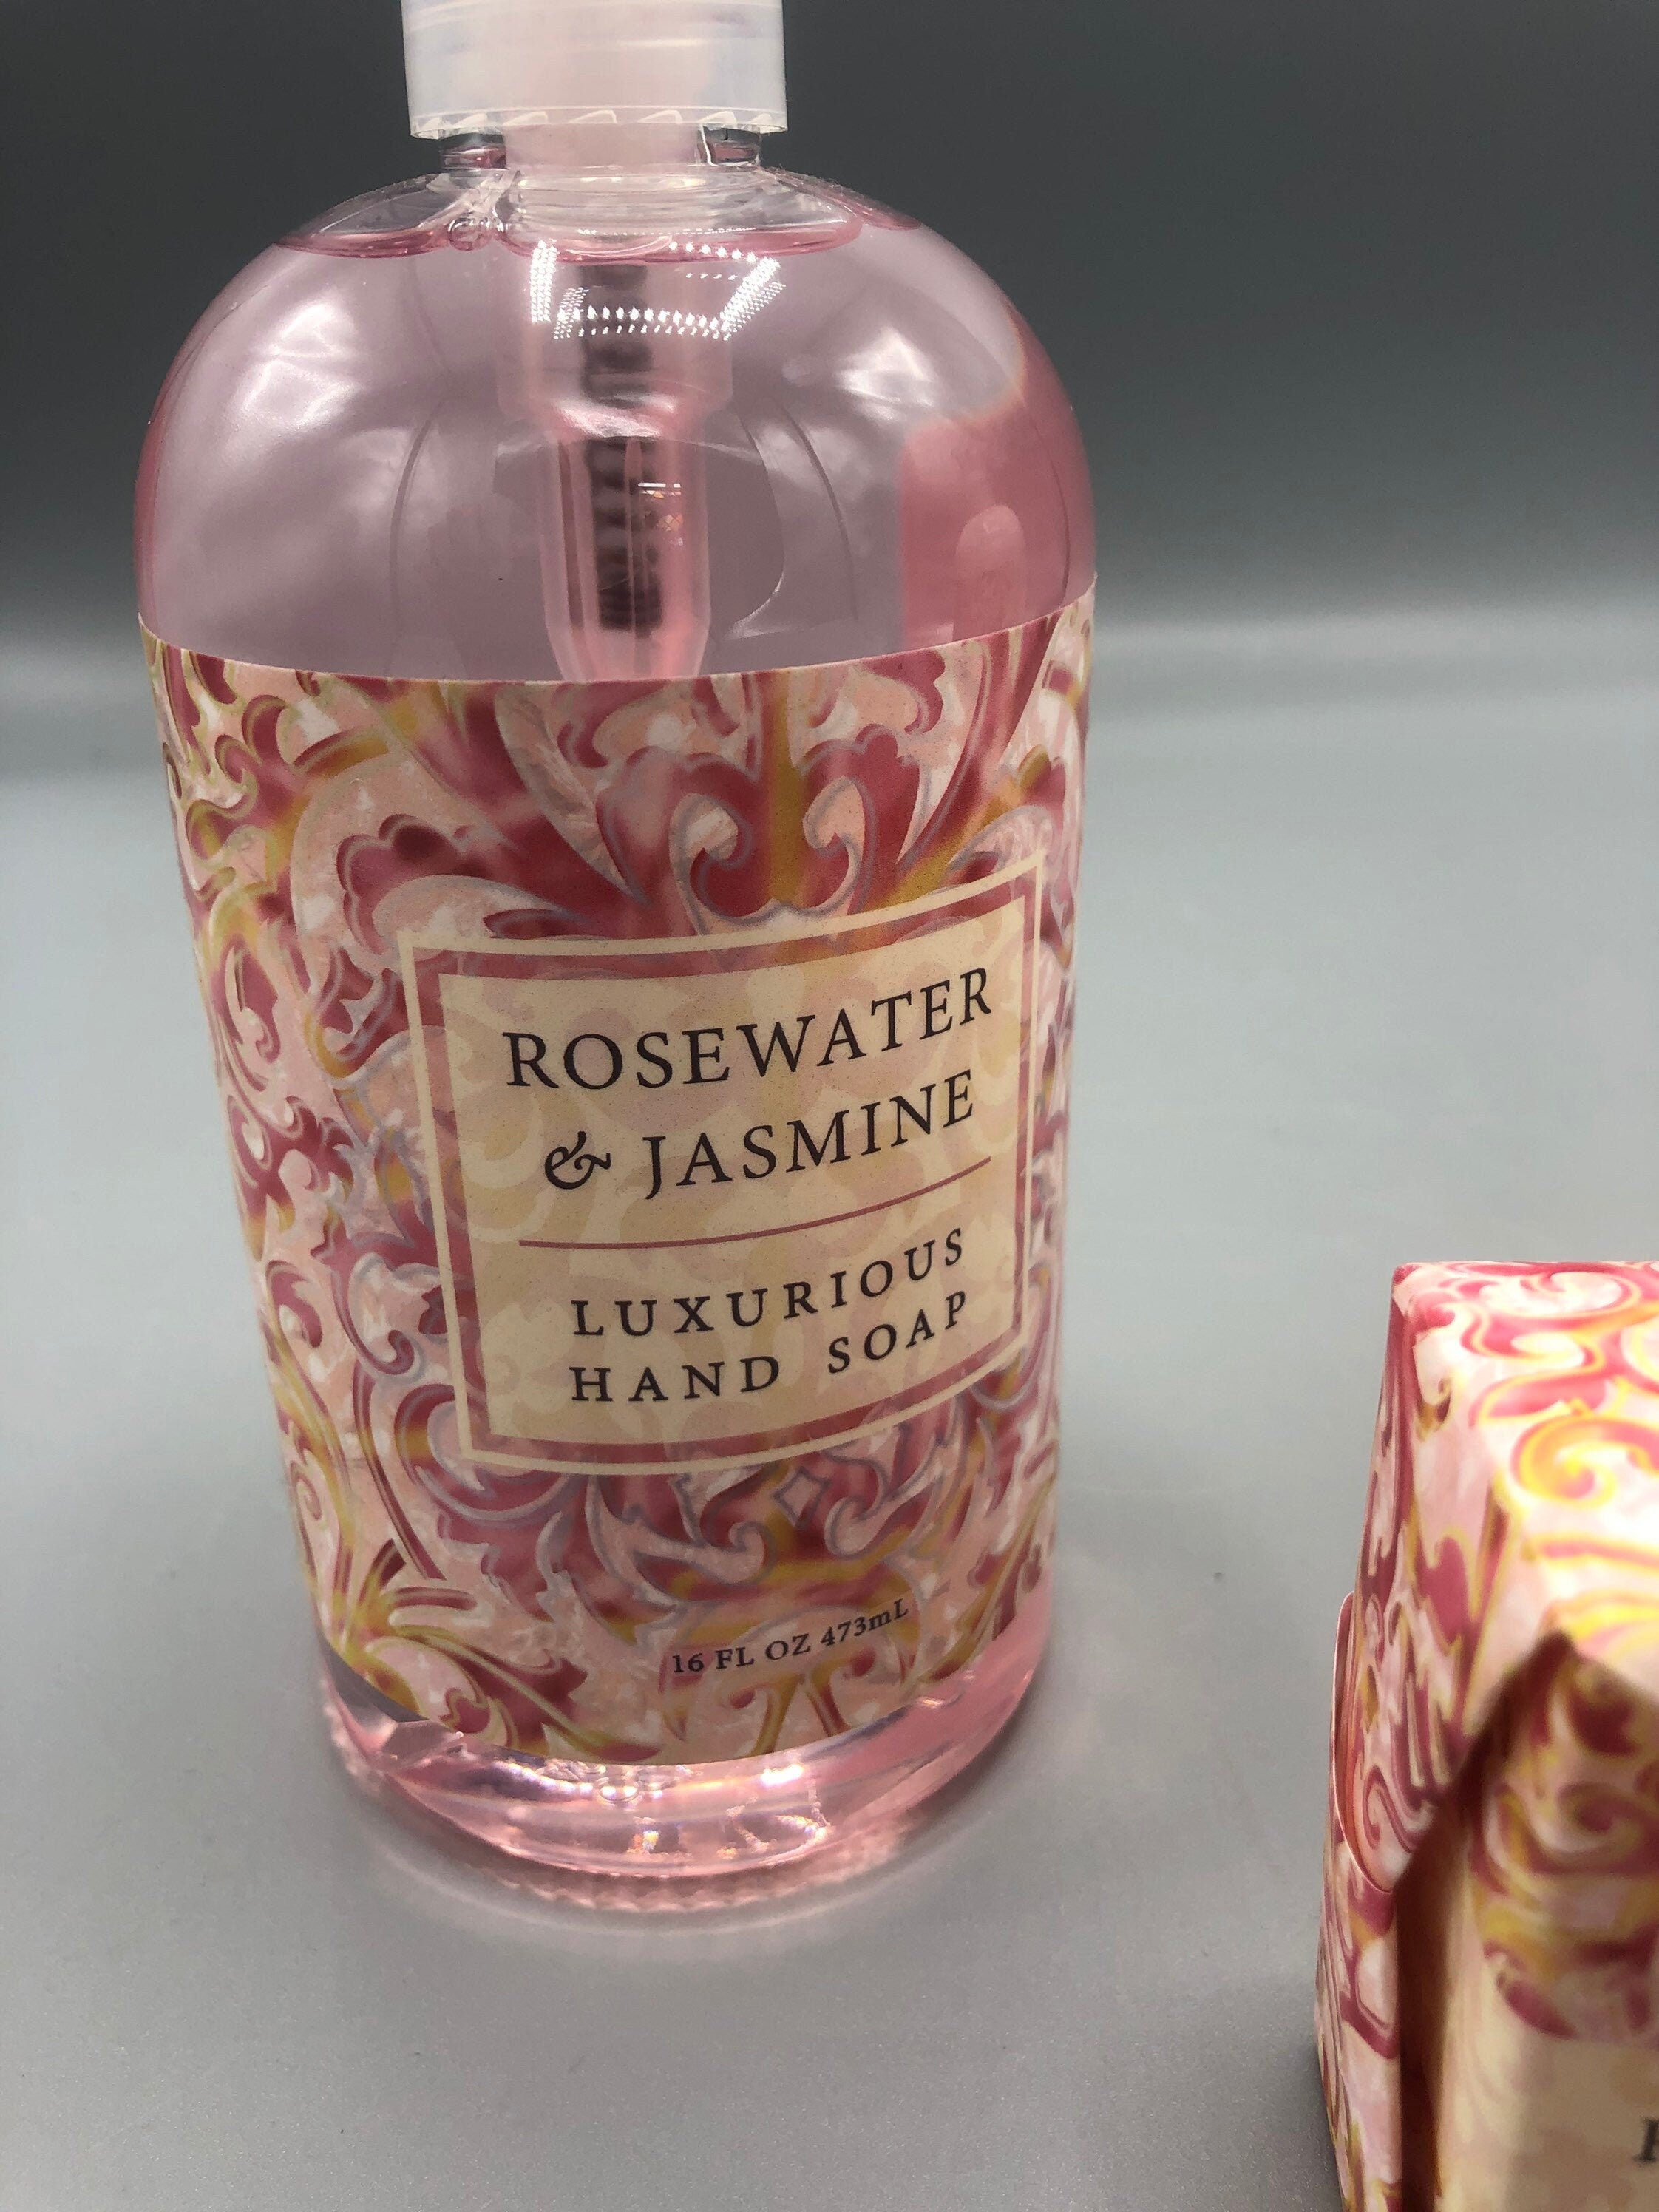 ROSEWATER
& JASMINE
LUXURIOUS
HAND SOAP
16 FL OZ 473mL